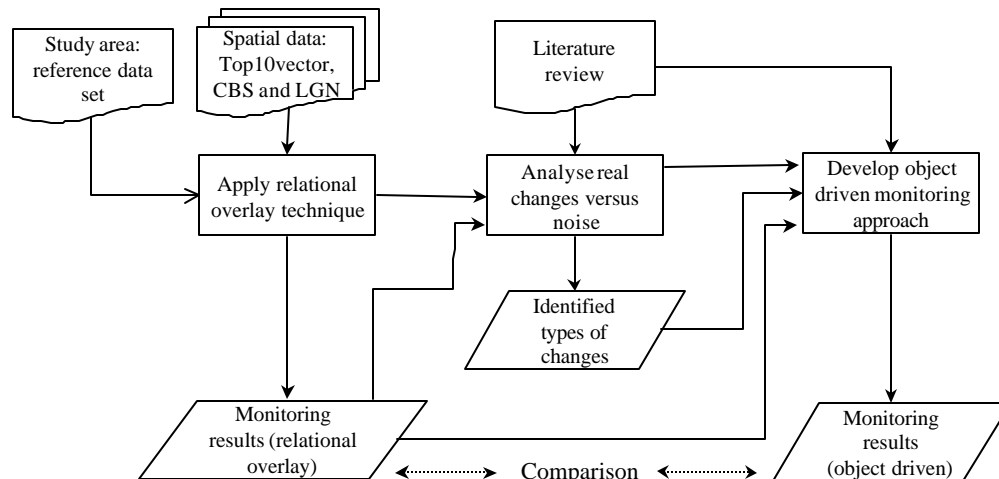 Study area:
reference data
set
Spatial data:
Top10vector,
CBS and LGN
Literature
review
Apply relational
overlay technique
Analyse real
changes versus
noise
Develop object
driven monitoring
approach
Identified
types of
changes
Monitoring
results (relational
overlay)
Comparison
Monitoring
results
(object driven)